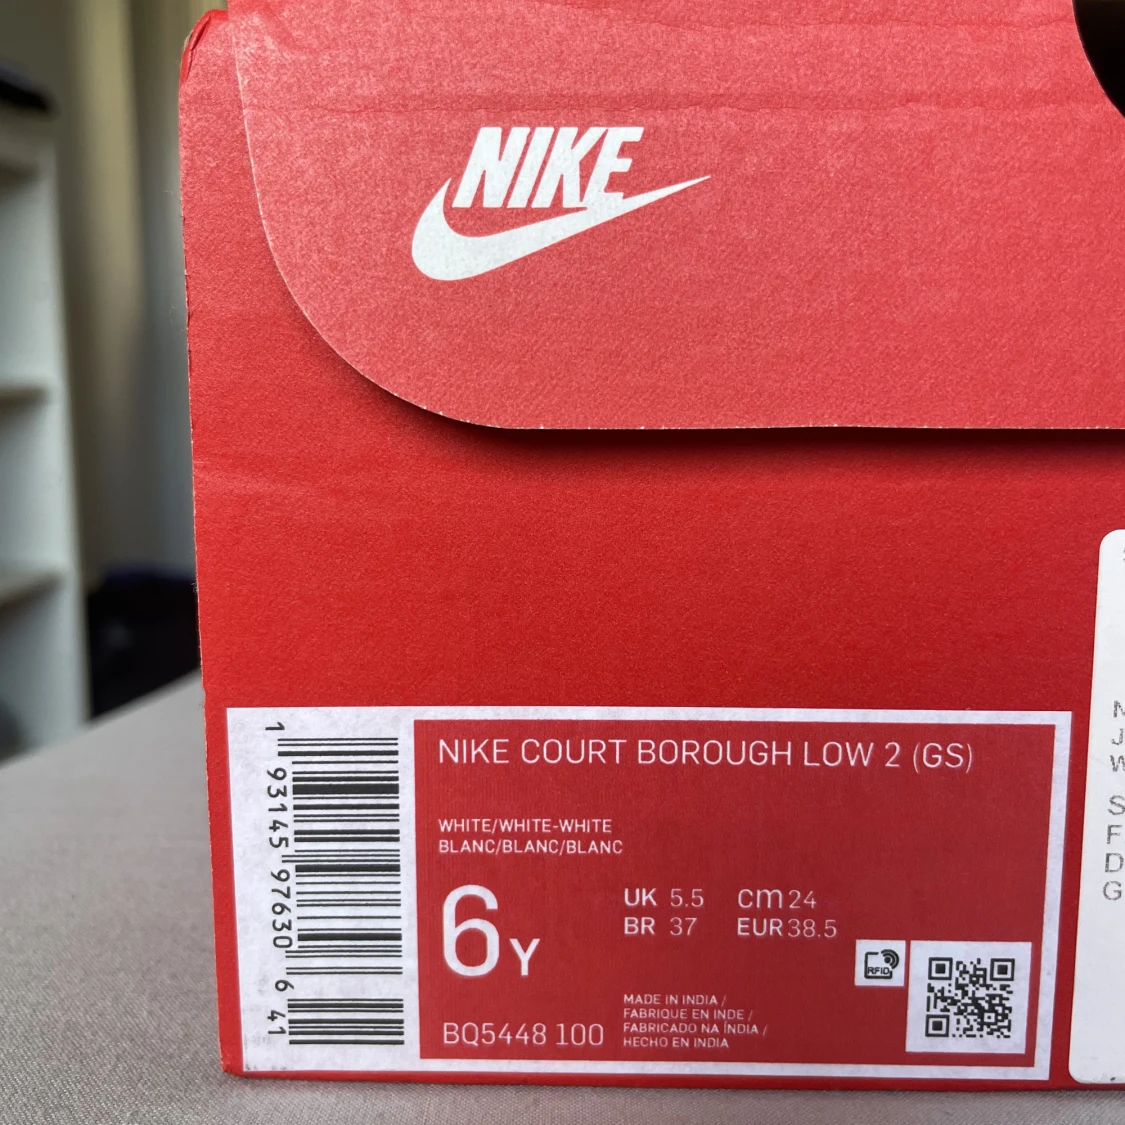 NIKE
NIKE COURT BOROUGH LOW 2 (GS)
WHITE/WHITE-WHITE
BLANC/BLANC/BLANC
6Y
UK 5.5 cm 24
BR 37 EUR 38.5
RFID
BQ5448 100
MADE IN INDIA /
FABRIQUE EN INDE /
FABRICADO NA ÍNDIA /
HECHO EN INDIA
1 93145 97630 6 41